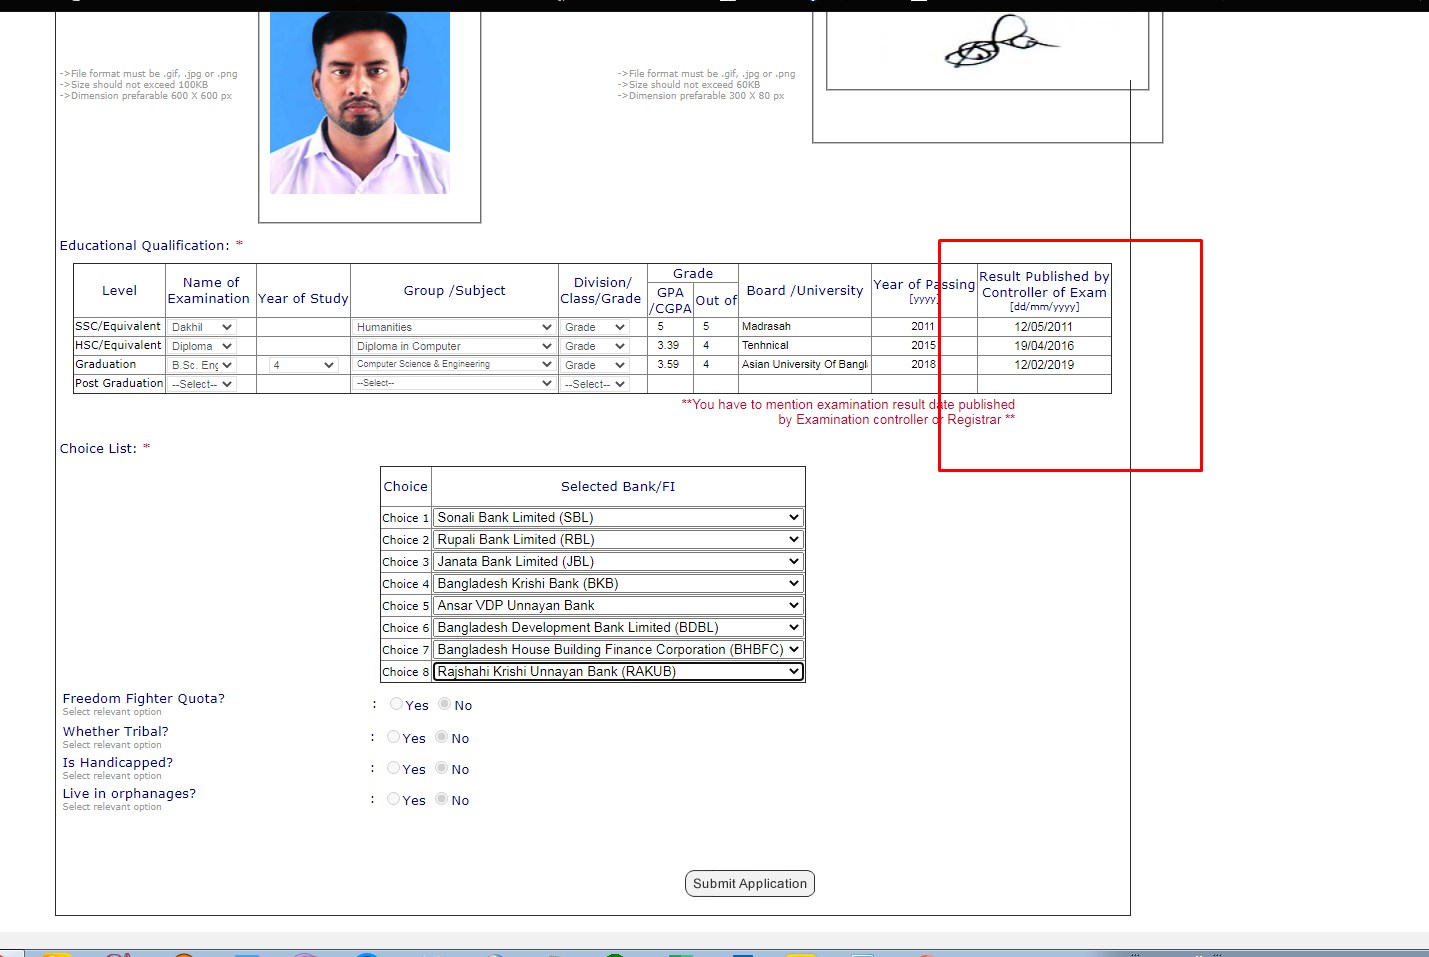 ->File format must be .gif, .jpg or .png
->Size should not exceed 100KB
->Dimension prefarable 600 X 600 px
->File format must be .gif, .jpg or .png
->Size should not exceed 60KB
->Dimension prefarable 300 X 80 px
Educational Qualification: *
Level Name of Examination Year of Study Group /Subject Division/ Class/Grade Grade GPA /CGPA Out of Board /University Year of Passing [yyyy] Result Published by Controller of Exam [dd/mm/yyyy]
SSC/Equivalent Dakhil Humanities Grade 5 5 Madrasah 2011 12/05/2011
HSC/Equivalent Diploma Diploma in Computer Grade 3.39 4 Tenhnical 2015 19/04/2016
Graduation B.Sc. Eng 4 Computer Science & Engineering Grade 3.59 4 Asian University Of Bangl 2018 12/02/2019
Post Graduation --Select-- --Select-- --Select--
**You have to mention examination result date published
by Examination controller or Registrar **
Choice List: *
Choice Selected Bank/FI
Choice 1 Sonali Bank Limited (SBL)
Choice 2 Rupali Bank Limited (RBL)
Choice 3 Janata Bank Limited (JBL)
Choice 4 Bangladesh Krishi Bank (BKB)
Choice 5 Ansar VDP Unnayan Bank
Choice 6 Bangladesh Development Bank Limited (BDBL)
Choice 7 Bangladesh House Building Finance Corporation (BHBFC)
Choice 8 Rajshahi Krishi Unnayan Bank (RAKUB)
Freedom Fighter Quota? : Yes No
Select relevant option
Whether Tribal? : Yes No
Select relevant option
Is Handicapped? : Yes No
Select relevant option
Live in orphanages? : Yes No
Select relevant option
Submit Application